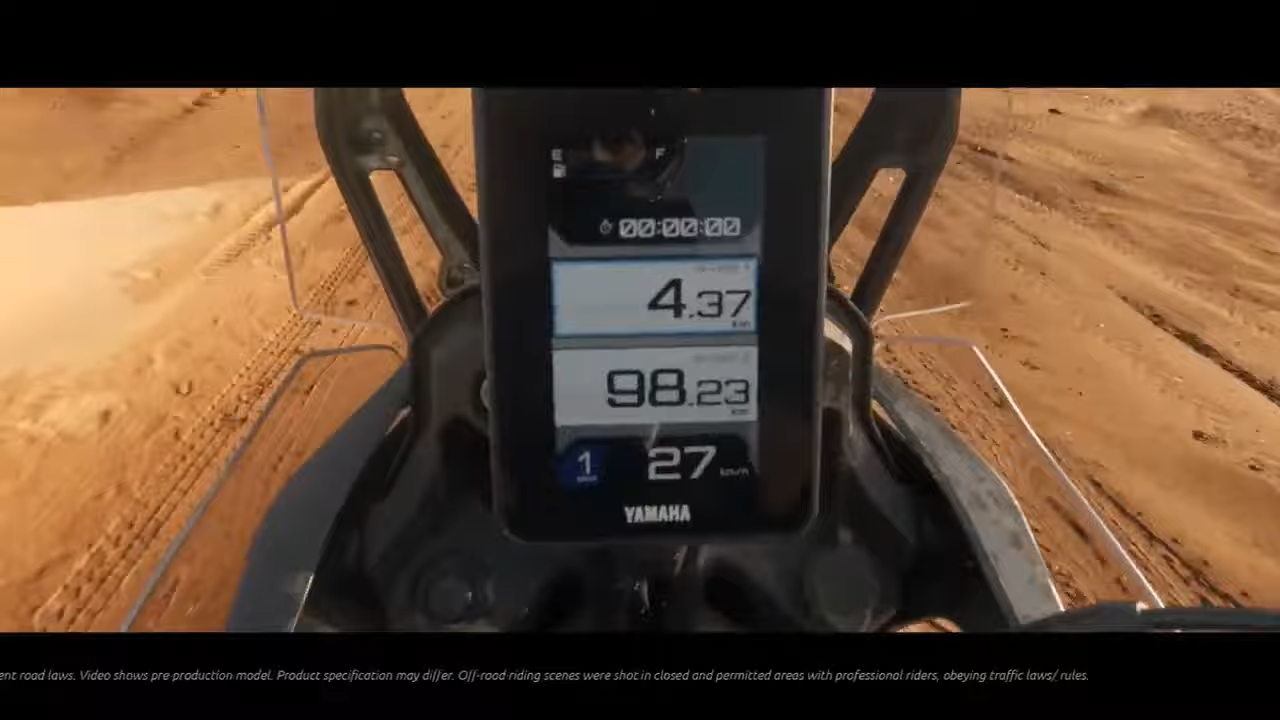 E F
00:00:00
4.37
km
98.23
km
1
27 km/h
YAMAHA
ent road laws. Video shows pre-production model. Product specification may differ. Off-road riding scenes were shot in closed and permitted areas with professional riders, obeying traffic laws/ rules.